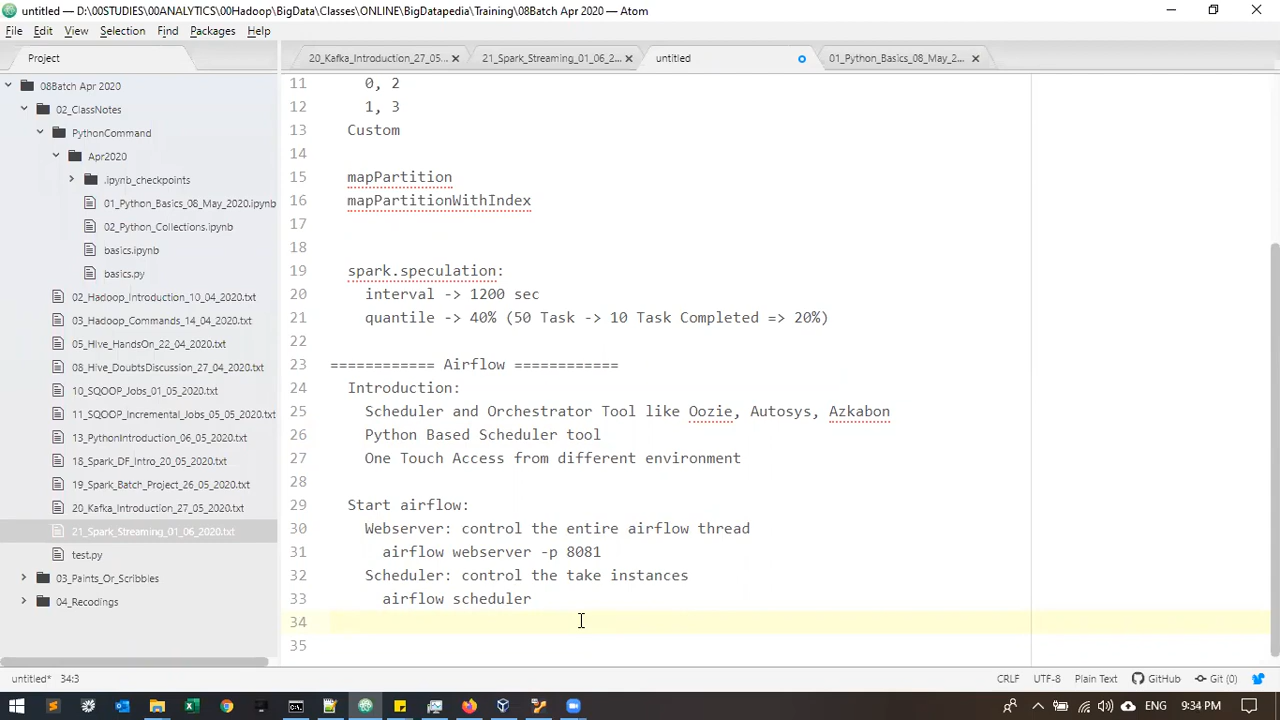 untitled — D:\00STUDIES\00ANALYTICS\00Hadoop\BigData\Classes\ONLINE\BigDatapedia\Training\08Batch Apr 2020 — Atom
File Edit View Selection Find Packages Help
Project
20_Kafka_Introduction_27_05... 21_Spark_Streaming_01_06_2... untitled 01_Python_Basics_08_May_2...
08Batch Apr 2020
02_ClassNotes
PythonCommand
Apr2020
.ipynb_checkpoints
01_Python_Basics_08_May_2020.ipynb
02_Python_Collections.ipynb
basics.ipynb
basics.py
02_Hadoop_Introduction_10_04_2020.txt
03_Hadoop_Commands_14_04_2020.txt
05_Hive_HandsOn_22_04_2020.txt
08_Hive_DoubtsDiscussion_27_04_2020.txt
10_SQOOP_Jobs_01_05_2020.txt
11_SQOOP_Incremental_Jobs_05_05_2020.txt
13_PythonIntroduction_06_05_2020.txt
18_Spark_DF_Intro_20_05_2020.txt
19_Spark_Batch_Project_26_05_2020.txt
20_Kafka_Introduction_27_05_2020.txt
21_Spark_Streaming_01_06_2020.txt
test.py
03_Paints_Or_Scribbles
04_Recodings
11 0, 2
12 1, 3
13 Custom
14
15 mapPartition
16 mapPartitionWithIndex
17
18
19 spark.speculation:
20 interval -> 1200 sec
21 quantile -> 40% (50 Task -> 10 Task Completed => 20%)
22
23 ============ Airflow ============
24 Introduction:
25 Scheduler and Orchestrator Tool like Oozie, Autosys, Azkabon
26 Python Based Scheduler tool
27 One Touch Access from different environment
28
29 Start airflow:
30 Webserver: control the entire airflow thread
31 airflow webserver -p 8081
32 Scheduler: control the take instances
33 airflow scheduler
34
35
untitled* 34:3 CRLF UTF-8 Plain Text GitHub Git (0)
ENG 9:34 PM